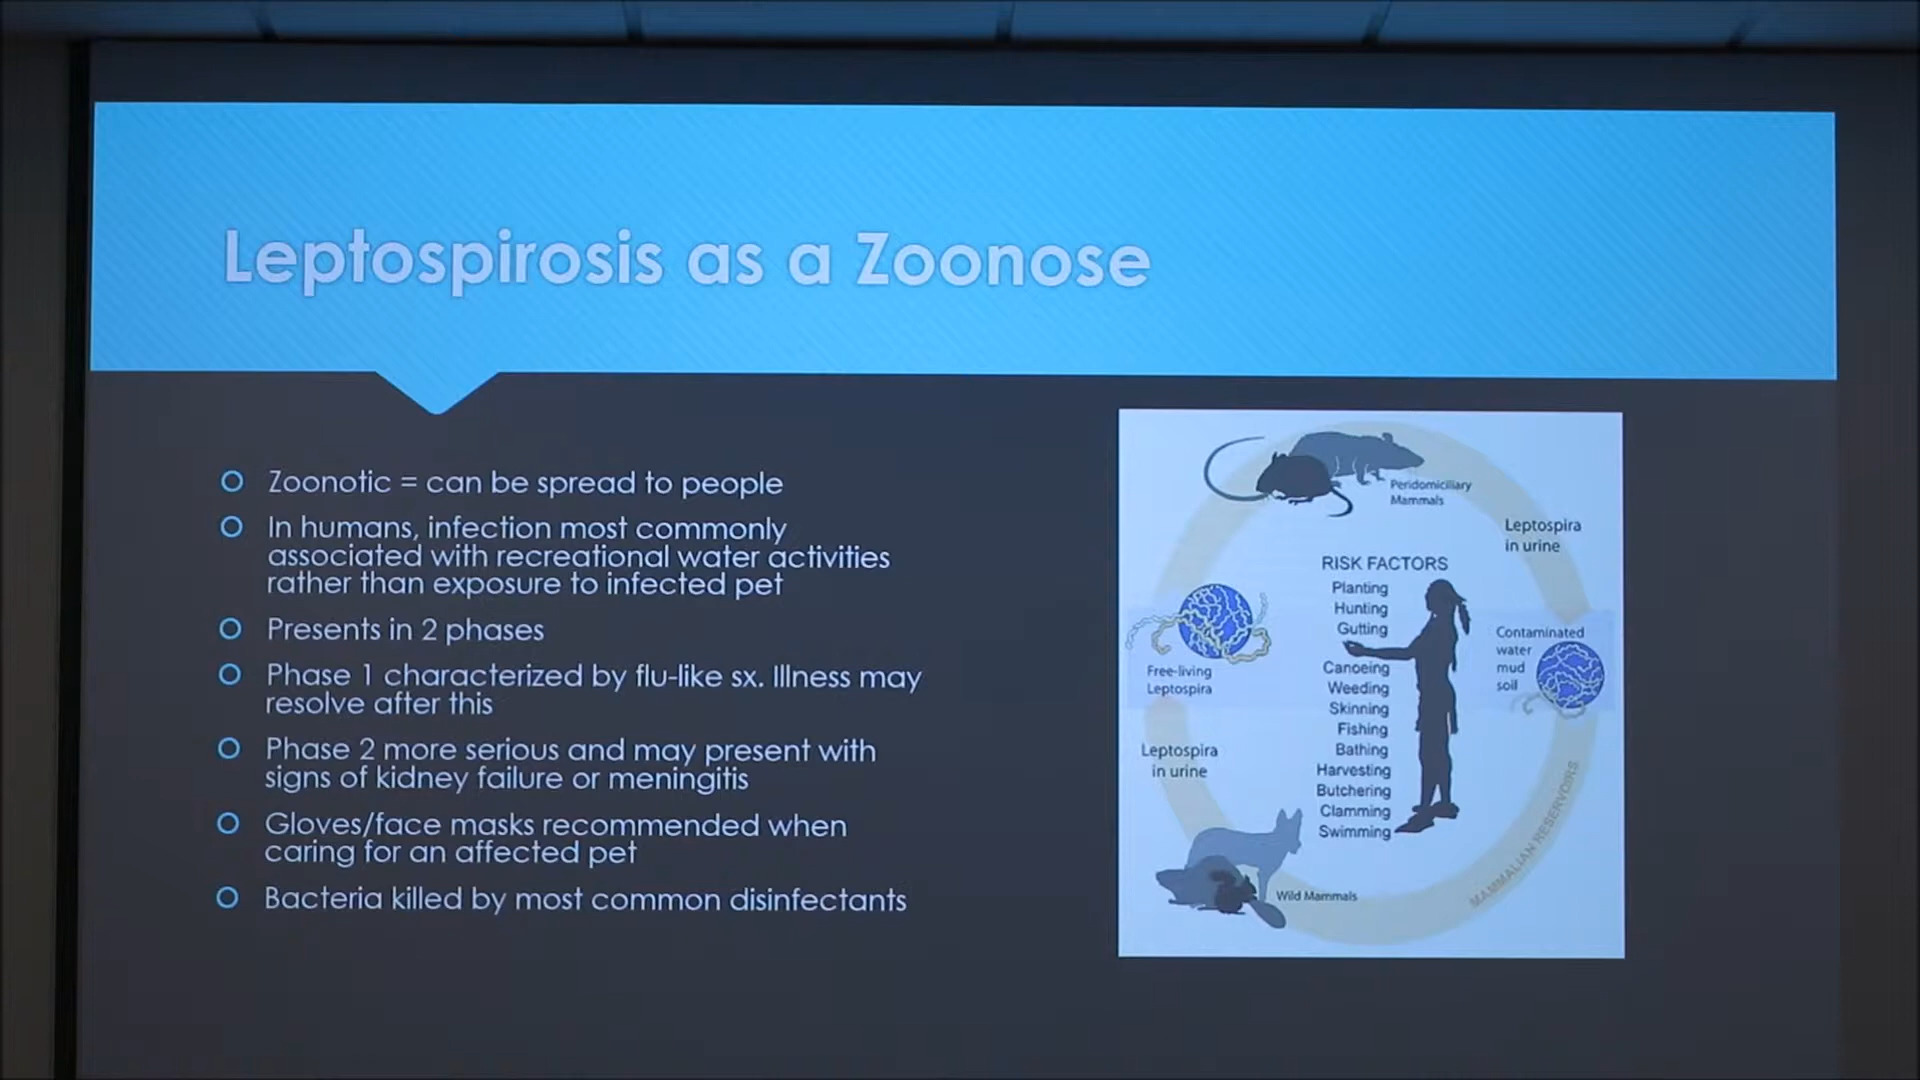 Leptospirosis as a Zoonose
Zoonotic = can be spread to people
In humans, infection most commonly
associated with recreational water activities
rather than exposure to infected pet
Presents in 2 phases
Phase 1 characterized by flu-like sx. Illness may
resolve after this
Phase 2 more serious and may present with
signs of kidney failure or meningitis
Gloves/face masks recommended when
caring for an affected pet
Bacteria killed by most common disinfectants
Peridomiciliary
Mammals
Leptospira
in urine
RISK FACTORS
Planting
Hunting
Gutting
Canoeing
Weeding
Skinning
Fishing
Bathing
Harvesting
Butchering
Clamming
Swimming
Contaminated
water
mud
soil
Free-living
Leptospira
Leptospira
in urine
Wild Mammals
MAMMALIAN RESERVOIRS